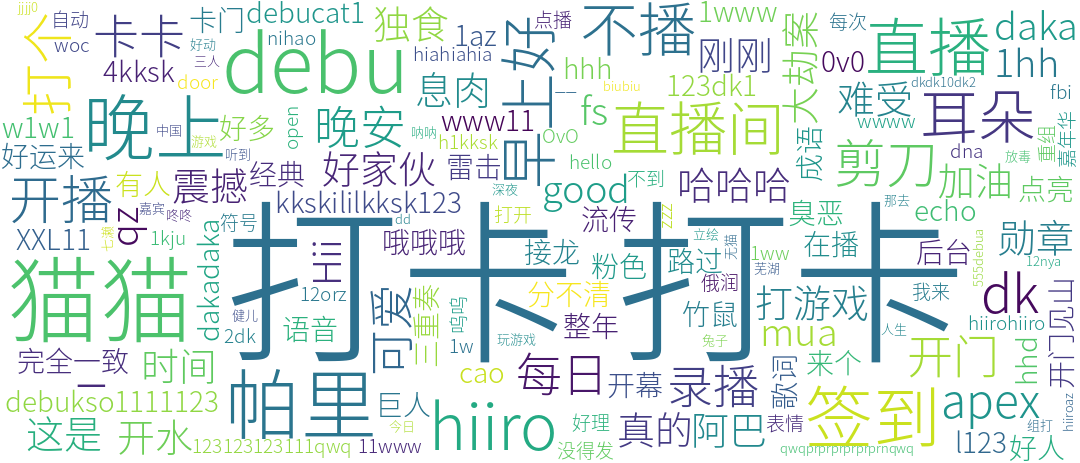 jjjj0
自动
卡门
debucat1
独食
点播
不播
1www
每次
直播
daka
woc
打个
卡卡
好动
nihao
1az
早上好
刚刚
0v0
1hh
4kksk
三人
debu
hiahiahia
大劫案
door
息肉
hhh
biubiu
123dk1
难受
dkdk10dk2
fbi
晚上
open
晚安
www11
fs
直播间
wwww
耳朵
嘉年华
w1w1
中国
好多
呐呐
h1kksk
OvO
成语
dna
重组
好运来
游戏
听到
好家伙
雷击
hello
剪刀
放毒
开播
有人
震撼
经典
深夜
good
不到
哈哈哈
加油
点亮
嘉宾
咚咚
kkskililkksk123
臭恶
echo
XXL11
qz
符号
dd
打开
流传
zzz
那去
七濑
1kju
打卡
打卡
哦哦哦
接龙
立绘
无猫
在播
后台
勋章
猫猫
dakadaka
Hii
粉色
路过
1ww
芜湖
555debua
12nya
12orz
可爱
分不清
俄润
dk
我来
2dk
健儿
语音
三重奏
呜呜
整年
竹鼠
打游戏
hiirohiiro
开门见山
完全一致
一
时间
1w
玩游戏
兔子
mua
人生
开门
hhd
帕里
cao
每日
来个
debukso1111123
巨人
hiiro
开幕
录播
歌词
签到
apex
hiiroaz
这是
开水
今日
好理
真的
阿巴
表情
组打
123123123111qwq
11www
没得发
qwqprprprprprprnqwq
l123
好人